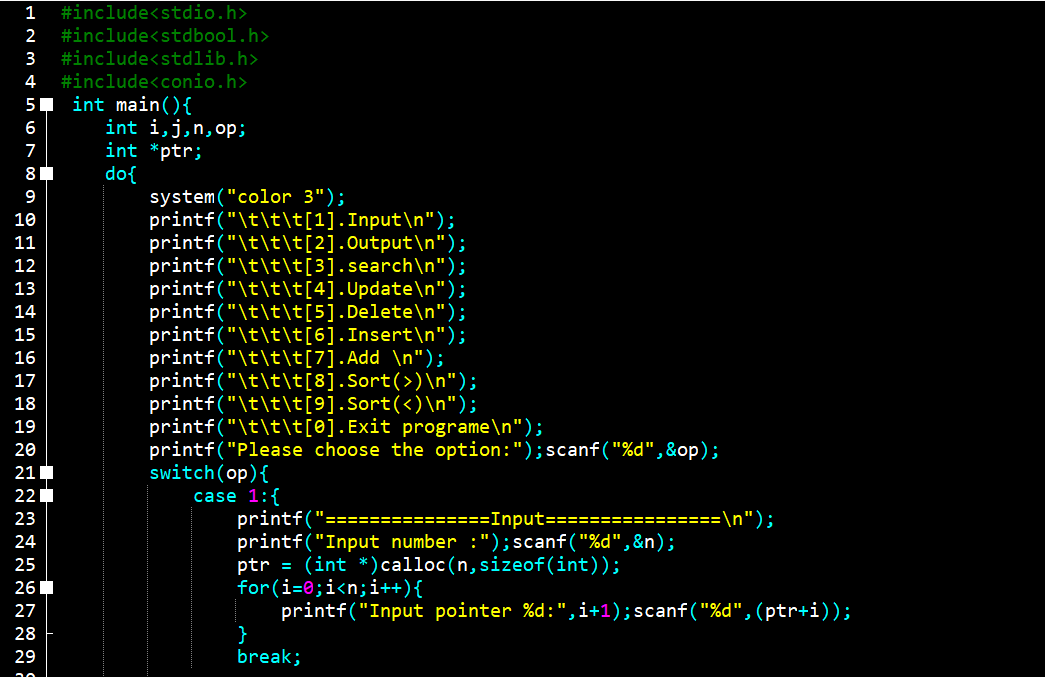 1 #include<stdio.h>
2 #include<stdbool.h>
3 #include<stdlib.h>
4 #include<conio.h>
5 int main(){
6 int i,j,n,op;
7 int *ptr;
8 do{
9 system("color 3");
10 printf("\t\t\t[1].Input\n");
11 printf("\t\t\t[2].Output\n");
12 printf("\t\t\t[3].search\n");
13 printf("\t\t\t[4].Update\n");
14 printf("\t\t\t[5].Delete\n");
15 printf("\t\t\t[6].Insert\n");
16 printf("\t\t\t[7].Add \n");
17 printf("\t\t\t[8].Sort(>)\n");
18 printf("\t\t\t[9].Sort(<)\n");
19 printf("\t\t\t[0].Exit programe\n");
20 printf("Please choose the option:");scanf("%d",&op);
21 switch(op){
22 case 1:{
23 printf("===============Input================\n");
24 printf("Input number :");scanf("%d",&n);
25 ptr = (int *)calloc(n,sizeof(int));
26 for(i=0;i<n;i++){
27 printf("Input pointer %d:",i+1);scanf("%d",(ptr+i));
28 }
29 break;